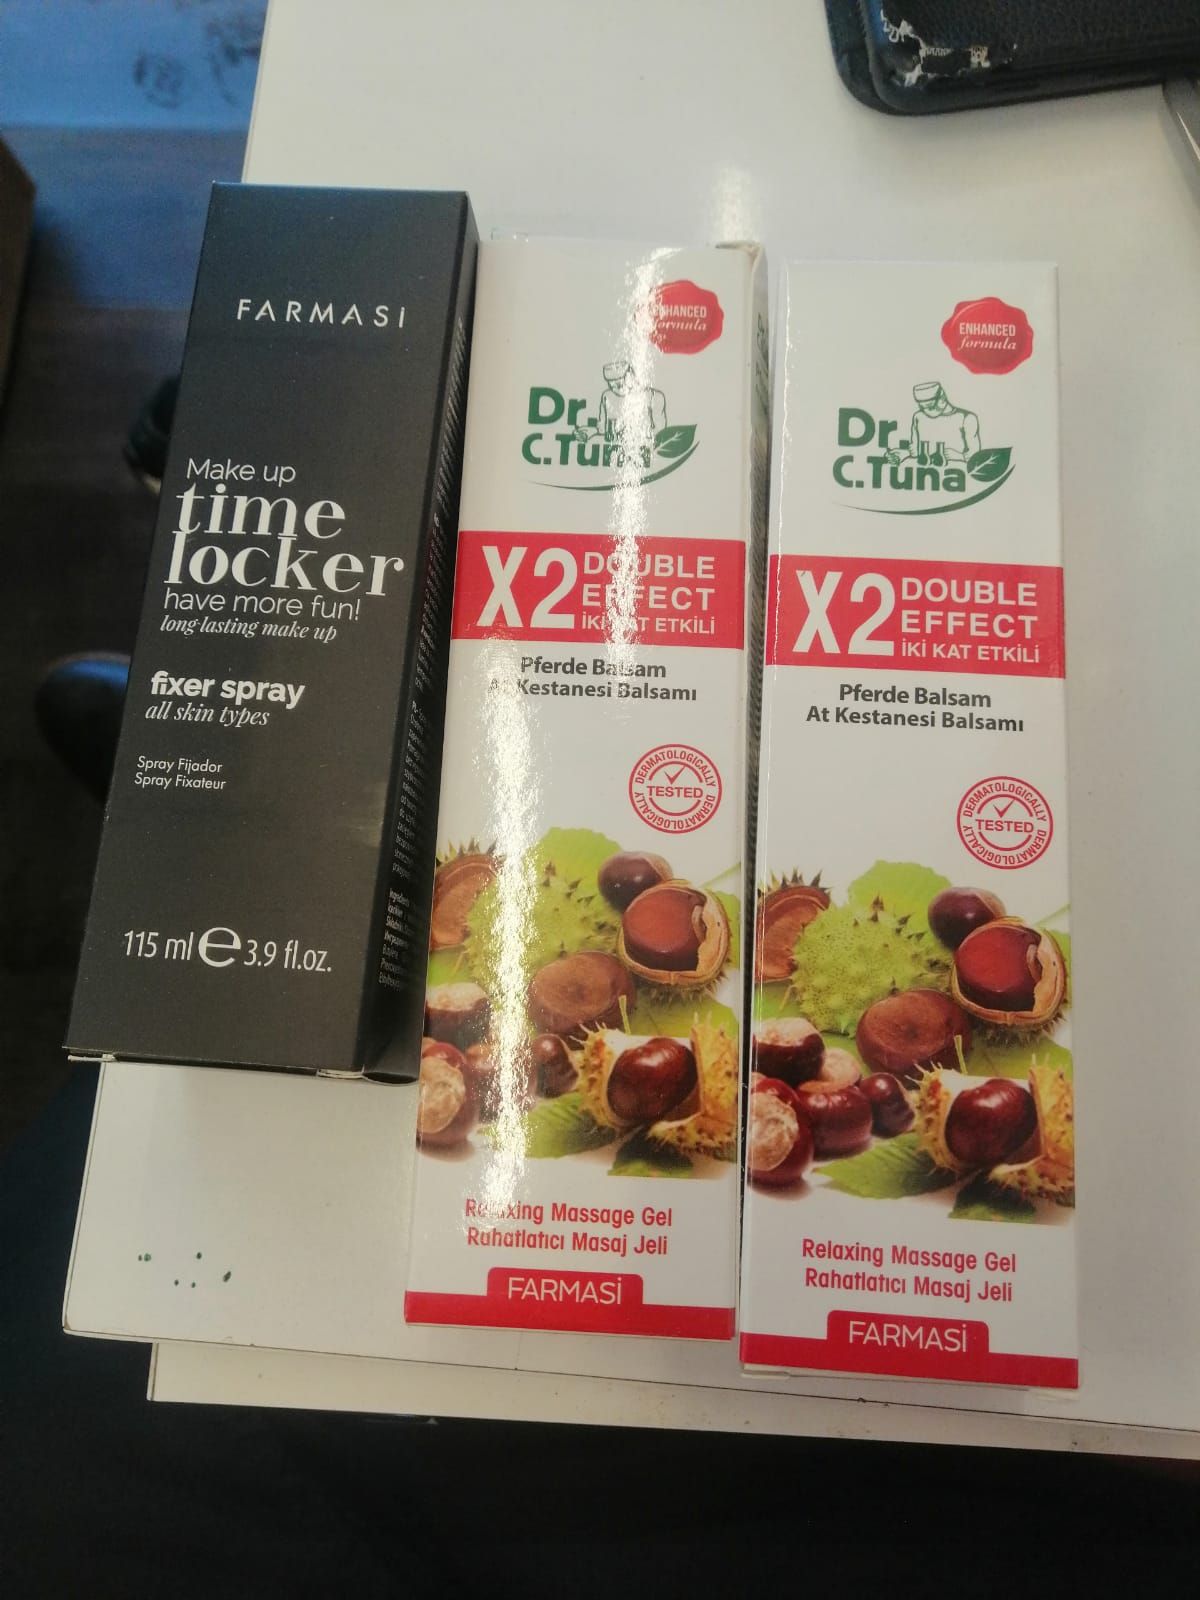 FARMASİ
Make up
time
locker
have more fun!
long-lasting make up
fixer spray
all skin types
Spray Fijador
Spray Fixateur
115 ml e 3.9 fl.oz.
ENHANCED
formula
Dr.
C.Tuna
X2 DOUBLE
EFFECT
İKİ KAT ETKİLİ
Pferde Balsam
At Kestanesi Balsamı
DERMATOLOGICALLY
TESTED
DERMATOLOGICALLY
Relaxing Massage Gel
Rahatlatıcı Masaj Jeli
FARMASİ
ENHANCED
formula
Dr.
C.Tuna
X2 DOUBLE
EFFECT
İKİ KAT ETKİLİ
Pferde Balsam
At Kestanesi Balsamı
DERMATOLOGICALLY
TESTED
DERMATOLOGICALLY
Relaxing Massage Gel
Rahatlatıcı Masaj Jeli
FARMASİ